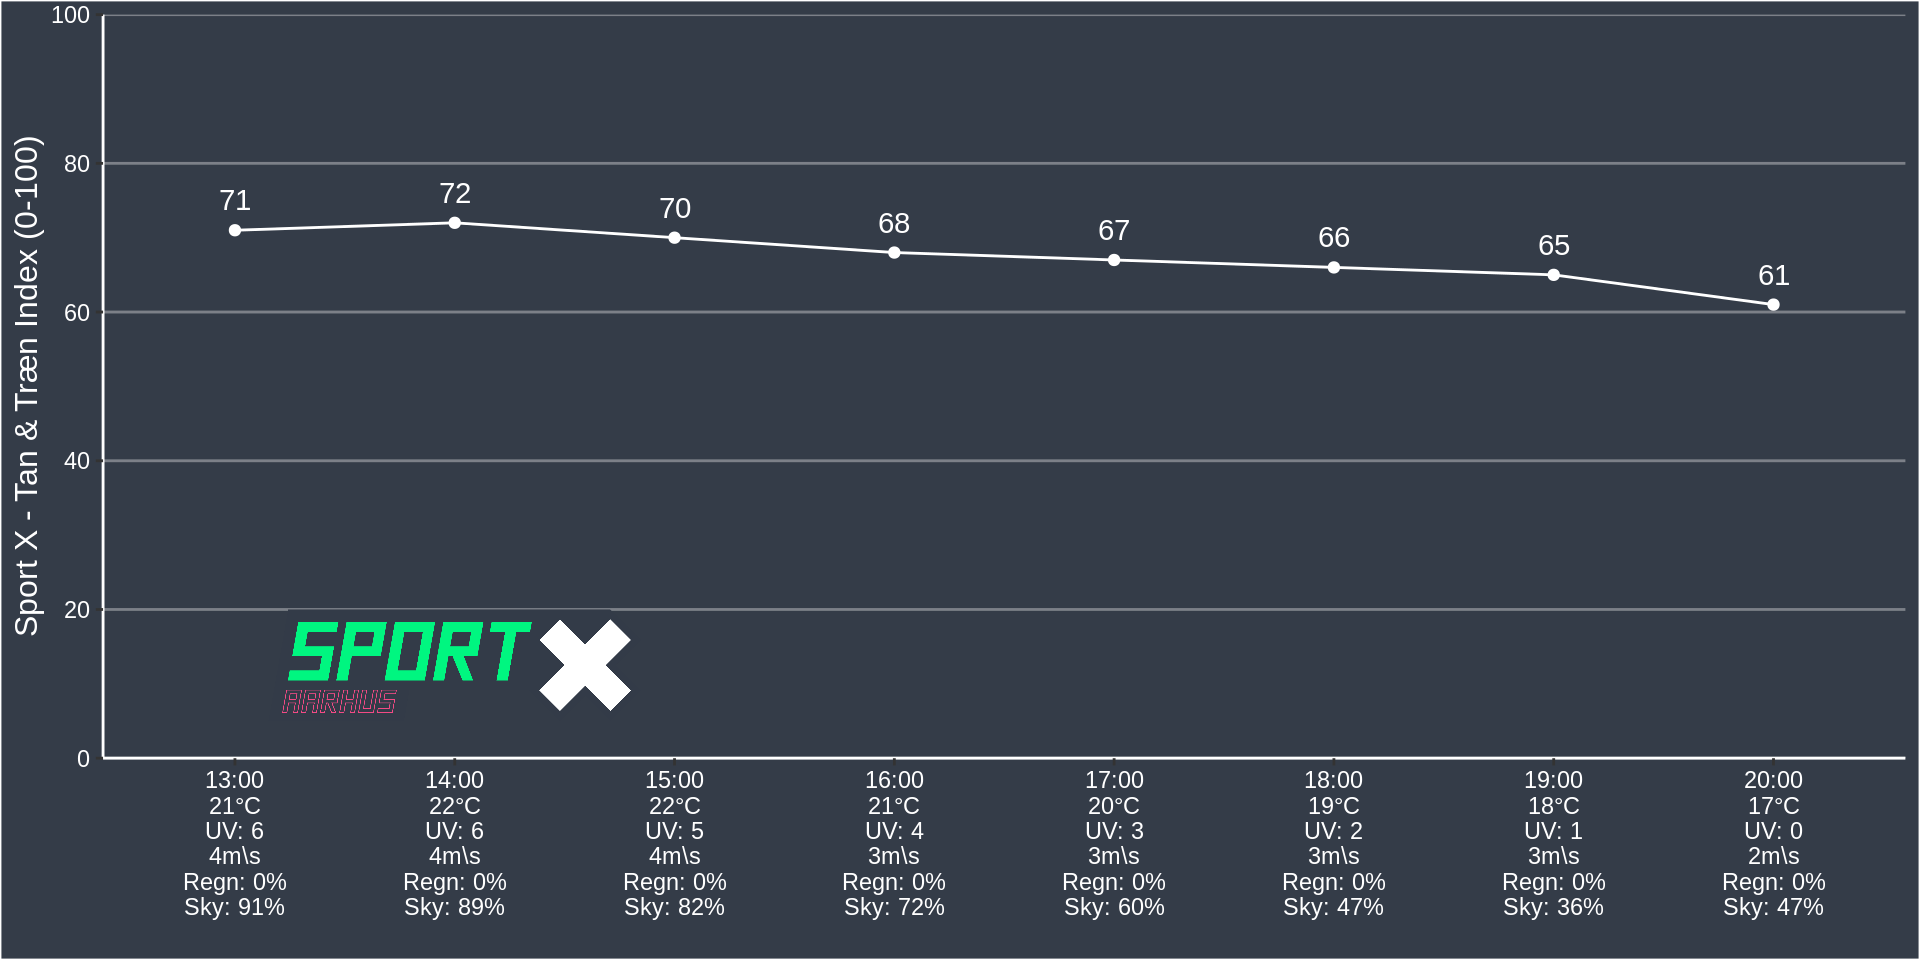 Sport X - Tan & Træn Index (0-100)
100
80
60
40
20
0
71 72 70 68 67 66 65 61
SPORT X
AARHUS
13:00 14:00 15:00 16:00 17:00 18:00 19:00 20:00
21°C 22°C 22°C 21°C 20°C 19°C 18°C 17°C
UV: 6 UV: 6 UV: 5 UV: 4 UV: 3 UV: 2 UV: 1 UV: 0
4m\s 4m\s 4m\s 3m\s 3m\s 3m\s 3m\s 2m\s
Regn: 0% Regn: 0% Regn: 0% Regn: 0% Regn: 0% Regn: 0% Regn: 0% Regn: 0%
Sky: 91% Sky: 89% Sky: 82% Sky: 72% Sky: 60% Sky: 47% Sky: 36% Sky: 47%